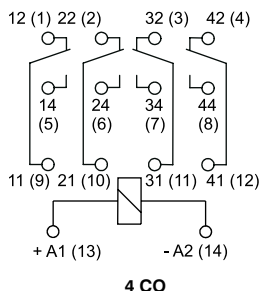 12 (1) 22 (2) 32 (3) 42 (4)
14 24 34 44
(5) (6) (7) (8)
11 (9) 21 (10) 31 (11) 41 (12)
+ A1 (13) - A2 (14)
4 CO